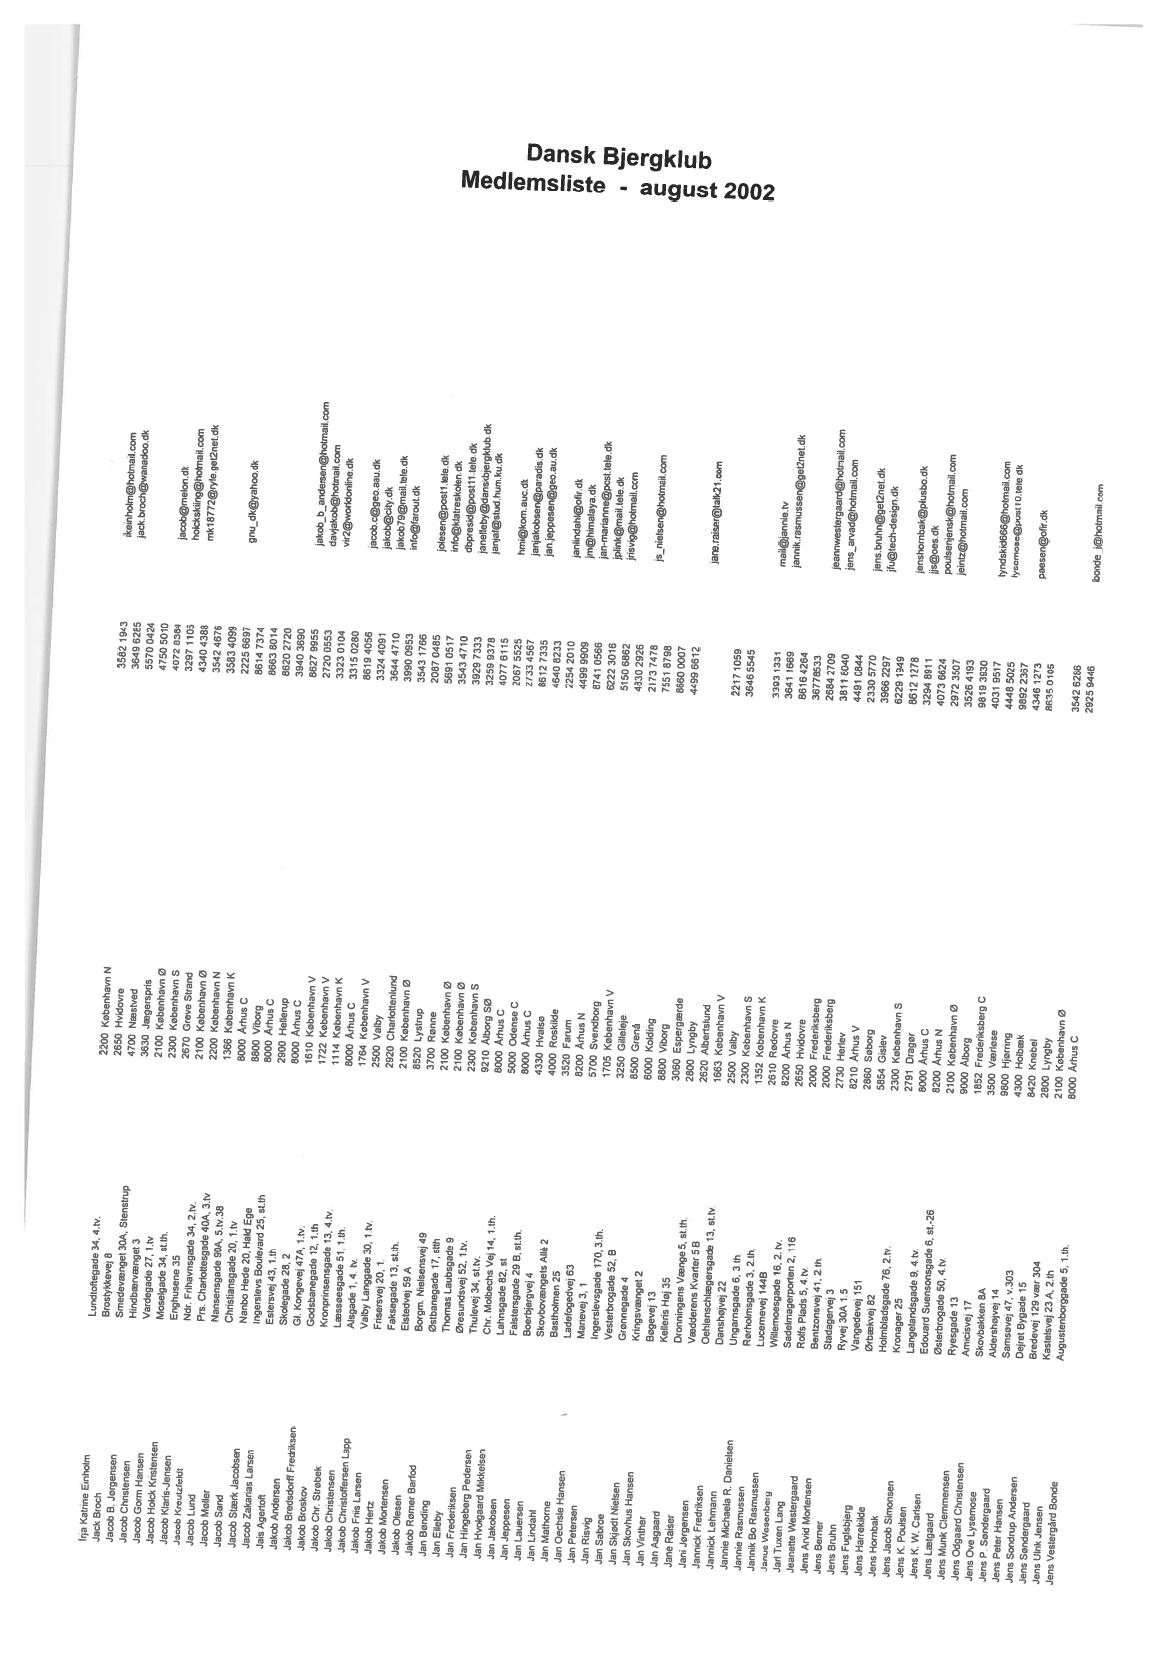 Dansk Bjergklub
Medlemsliste - august 2002
Inja Katrine Einholm
Jack Broch
Jacob B. Jørgensen
Jacob Christensen
Jacob Gorm Hansen
Jacob Holck Kristensen
Jacob Klaris-Jensen
Jacob Kreutzfeldt
Jacob Lund
Jacob Møller
Jacob Sand
Jacob Stærk Jacobsen
Jacob Zakarias Larsen
Jais Agertoft
Jakob Andersen
Jakob Bredsdorff Fredriksen
Jakob Broskov
Jakob Chr. Strøbek
Jakob Christensen
Jakob Christoffersen Lapp
Jakob Friis Larsen
Jakob Hertz
Jakob Mortensen
Jakob Olesen
Jakob Rømer Barfod
Jan Bønding
Jan Elleby
Jan Frederiksen
Jan Hingeberg Pedersen
Jan Hvolgaard Mikkelsen
Jan Jakobsen
Jan Jeppesen
Jan Laursen
Jan Lindahl
Jan Mathorne
Jan Oechsle Hansen
Jan Petersen
Jan Risvig
Jan Sabroe
Jan Skjødt Nielsen
Jan Skovhus Hansen
Jan Vinther
Jan Aagaard
Jane Raiser
Jani Jørgensen
Jannick Fredriksen
Jannick Lehmann
Jannie Michaela R. Danielsen
Jannie Rasmussen
Jannik Bo Rasmussen
Janus Wesenberg
Jarl Tuxen Lang
Jeanette Westergaard
Jens Arvid Mortensen
Jens Berner
Jens Bruhn
Jens Fuglsbjerg
Jens Harrekilde
Jens Hornbak
Jens Jacob Simonsen
Jens K. Poulsen
Jens K. W. Carlsen
Jens Lætgaard
Jens Munk Clemmensen
Jens Odgaard Christensen
Jens Ove Lysemose
Jens P. Søndergaard
Jens Peter Hansen
Jens Søndrup Andersen
Jens Søndergaard
Jens Ulrik Jensen
Jens Vestergård Bonde
Lundtoftegade 34, 4.tv.
Brostykkevej 8
Smedevænget 30A, Stenstrup
Hindbærvænget 3
Vardegade 27, 1.tv
Moselgade 34, st.th.
Enghusene 35
Ndr. Frihavnsgade 34, 2.tv.
Prs. Charlottesgade 40A, 3.tv
Nansensgade 90A, 5.tv.38
Christiansgade 20, 1.tv
Nanbo Hede 20, Hald Ege
Ingerslevs Boulevard 25, st.th
Estersvej 43, 1.th
Skolegade 28, 2
Gl. Kongevej 47A, 1.tv.
Godsbanegade 12, 1.th
Kronprinsensgade 13, 4.tv.
Læssøesgade 51, 1.th.
Alsgade 1, 4. tv.
Valby Langgade 30, 1.tv.
Frisersvej 20, 1.
Faksegade 13, st.th.
Elstedvej 59 A
Borgm. Nielsensvej 49
Østbanegade 17, stth
Thomas Laubsgade 9
Øresundsvej 52, 1.tv.
Thulevej 34, st.tv.
Chr. Molbechs Vej 14, 1.th.
Lahnsgade 82, st
Falstersgade 29 B, st.th.
Boerbjergvej 4
Skovbovængets Allè 2
Bastholmen 25
Ladefogedvej 63
Marievej 3, 1
Ingerslevsgade 170, 3.th.
Vesterbrogade 52, B
Grønnegade 4
Kringsvænget 2
Bøgevej 13
Kelleris Høj 35
Dronningens Vænge 5, st.th.
Vædderens Kvarter 5 B
Oehlenschlægersgade 13, st.tv.
Danshøjvej 22
Ungarnsgade 6, 3 th
Rørholmsgade 3, 2.th.
Lucernevej 144B
Willemoesgade 16, 2. tv.
Sadelmagerporten 2, 116
Rolfs Plads 5, 4.tv.
Bentzonsvej 41, 2.th.
Stadagervej 3
Ryvej 30A 1 5
Vangedevej 151
Ørbækvej 82
Holmbladsgade 76, 2.tv.
Kronager 25
Langelandsgade 9, 4.tv.
Edouard Suensonsgade 6, st.-26
Østerbrogade 50, 4.tv
Ryesgade 13
Amicisvej 17
Skovbakken 8A
Aldershøjvej 14
Samsøvej 47, v.303
Dejret Bygade 15
Bredevej 129 vær 304
Kastelsvej 23 A, 2.th
Augustenborggade 5, 1.th.
2200 København N
2650 Hvidovre
4700 Næstved
3630 Jægerspris
2100 København Ø
2300 København S
2670 Greve Strand
2100 København Ø
2200 København N
1366 København K
8000 Århus C
8800 Viborg
8000 Århus C
2900 Hellerup
8000 Århus C
1610 København V
1722 København V
1114 København K
8000 Århus C
1764 København V
2500 Valby
2920 Charlottenlund
2100 København Ø
8520 Lystrup
3700 Rønne
2100 København Ø
2100 København Ø
2300 København S
9210 Ålborg SØ
8000 Århus C
5000 Odense C
8000 Århus C
4330 Hvalsø
4000 Roskilde
3520 Farum
8200 Århus N
5700 Svendborg
1705 København V
3250 Gilleleje
8500 Grenå
6000 Kolding
8800 Viborg
3060 Espergærde
2800 Lyngby
2620 Albertslund
1663 København V
2500 Valby
2300 København S
1352 København K
2610 Rødovre
8200 Århus N
2650 Hvidovre
2000 Frederiksberg
2000 Frederiksberg
2730 Herlev
8210 Århus V
2860 Søborg
5854 Gislev
2300 København S
2791 Dragør
8000 Århus C
8200 Århus N
2100 København Ø
9000 Ålborg
1852 Frederiksberg C
3500 Værløse
9800 Hjørring
4300 Holbæk
8420 Knebel
2800 Lyngby
2100 København Ø
8000 Århus C
3582 1943
3649 6285
5570 0424
4750 5010
4072 8384
3297 1105
4340 4388
3542 4676
3583 4099
2225 6697
8614 7374
8663 8014
8620 2720
3940 3690
8627 9955
2720 0553
3323 0104
3315 0280
8619 4056
3324 4091
3644 4710
3990 0953
3543 1766
2087 0485
5691 0517
3543 4710
3929 7333
3259 9378
4077 6115
2067 5525
2733 4567
8612 7335
4640 8233
2254 2010
4499 9909
8741 0566
6222 3016
5150 6862
4830 2926
2173 7478
7551 8798
8660 0007
4499 6612
2217 1059
3646 5545
3393 1331
3641 1669
8616 4264
36778533
2684 2709
3811 8040
4491 0844
2330 5770
3966 2297
6229 1949
8612 1278
3294 8911
4073 6624
2972 3507
3526 4193
9819 3930
4031 9517
4448 5025
9892 2367
4346 1273
8635 0165
3542 6286
2925 9446
ikeinholm@hotmail.com
jack.broch@wanadoo.dk
jacob@melon.dk
holckskiing@hotmail.com
mk18772@ryle.get2net.dk
gnu_dk@yahoo.dk
jakob_b_andersen@hotmail.com
davjakob@hotmail.com
vir2@worldonline.dk
jacob.c@geo.aau.dk
jakob@city.dk
jakob79@mail.tele.dk
info@farout.dk
jolesen@post1.tele.dk
info@klatreskolen.dk
dbpresid@post11.tele.dk
janelleby@danskbjergklub.dk
janjaf@stud.hum.ku.dk
hmi@kom.auc.dk
janjakobsen@paradis.dk
jan.jeppesen@geo.au.dk
janlindahl@ofir.dk
jm@himalaya.dk
jan-marianne@post.tele.dk
jplink@mail.tele.dk
jrisvig@hotmail.com
js_nielsen@hotmail.com
jane.raiser@talk21.com
mail@jannie.tv
jannik.rasmussen@get2net.dk
jeannwestergaard@hotmail.com
jens_arvad@hotmail.com
jens.bruhn@get2net.dk
jfu@tech-design.dk
jenshornbak@plusbo.dk
jjs@oes.dk
poulsenjensk@hotmail.com
jeintz@hotmail.com
tyndskid666@hotmail.com
lysemose@post10.tele.dk
paesen@ofir.dk
bonde_j@hotmail.com